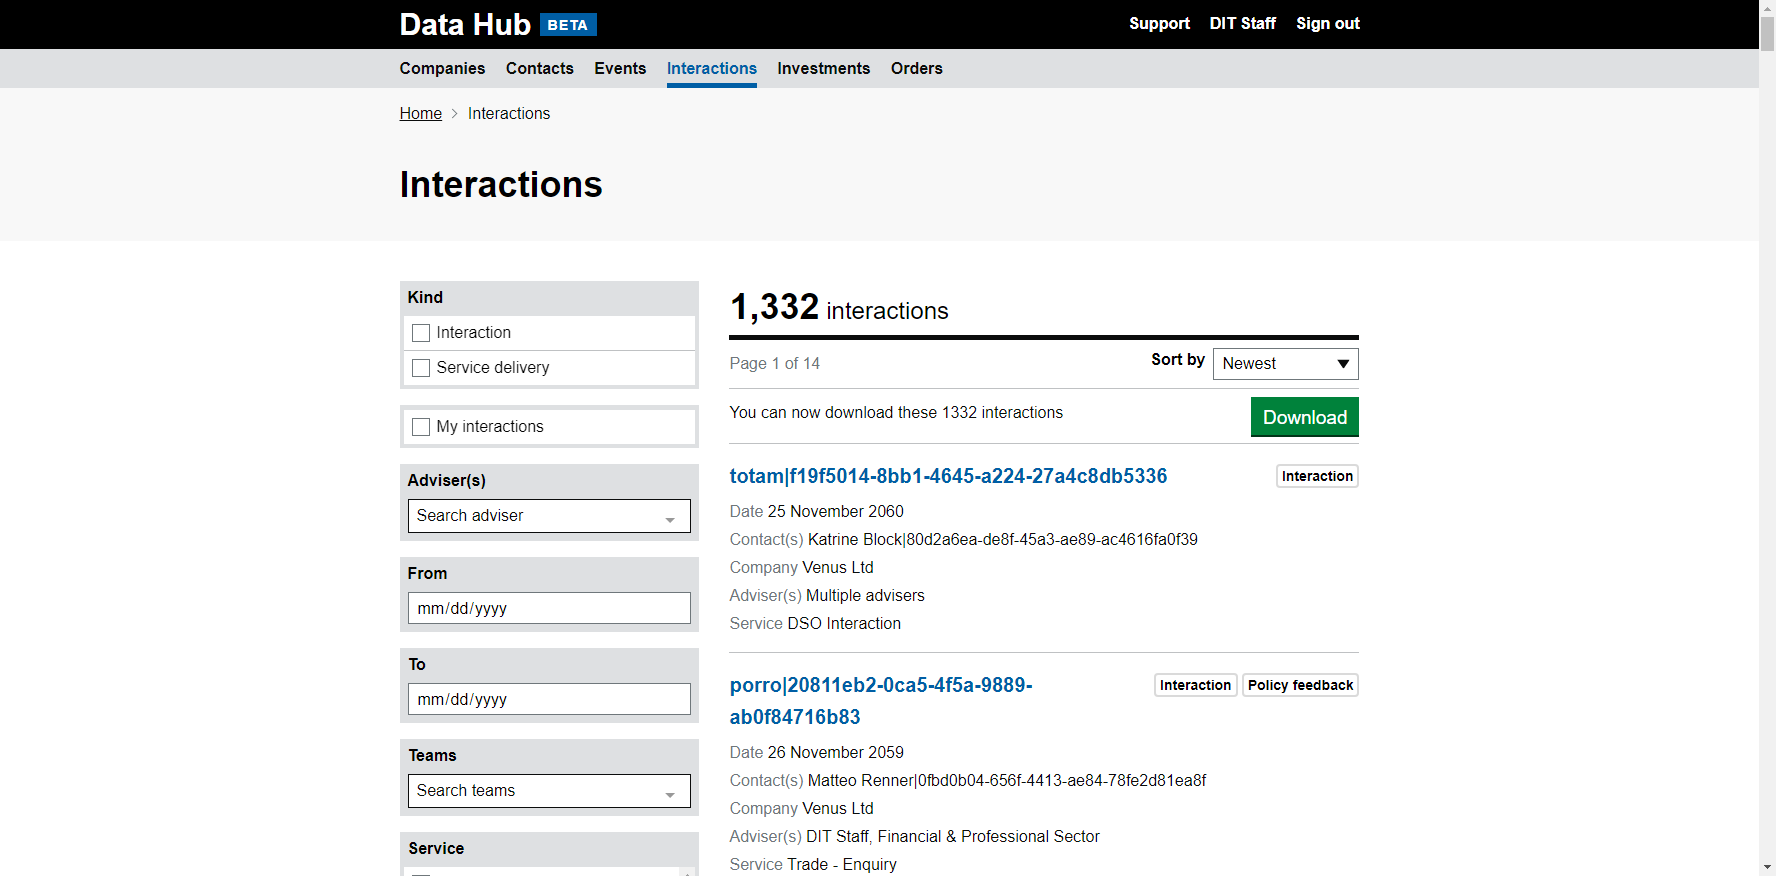 Data Hub BETA
Support DIT Staff Sign out
Companies Contacts Events Interactions Investments Orders
Home > Interactions
Interactions
Kind
Interaction
Service delivery
My interactions
Adviser(s)
Search adviser
From
mm/dd/yyyy
To
mm/dd/yyyy
Teams
Search teams
Service
1,332 interactions
Page 1 of 14
Sort by Newest
You can now download these 1332 interactions
Download
totam|f19f5014-8bb1-4645-a224-27a4c8db5336
Interaction
Date 25 November 2060
Contact(s) Katrine Block|80d2a6ea-de8f-45a3-ae89-ac4616fa0f39
Company Venus Ltd
Adviser(s) Multiple advisers
Service DSO Interaction
porro|20811eb2-0ca5-4f5a-9889-
ab0f84716b83
Interaction Policy feedback
Date 26 November 2059
Contact(s) Matteo Renner|0fbd0b04-656f-4413-ae84-78fe2d81ea8f
Company Venus Ltd
Adviser(s) DIT Staff, Financial & Professional Sector
Service Trade - Enquiry